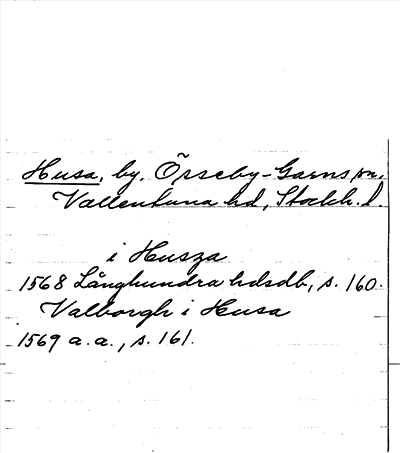 Husa, by, Össeby-Garns sn.
Vallentuna hd, Stockh. l.
i Husza
1568 Långhundra hdsdb, s. 160.
Valborgh i Husa
1569 a.a., s. 161.